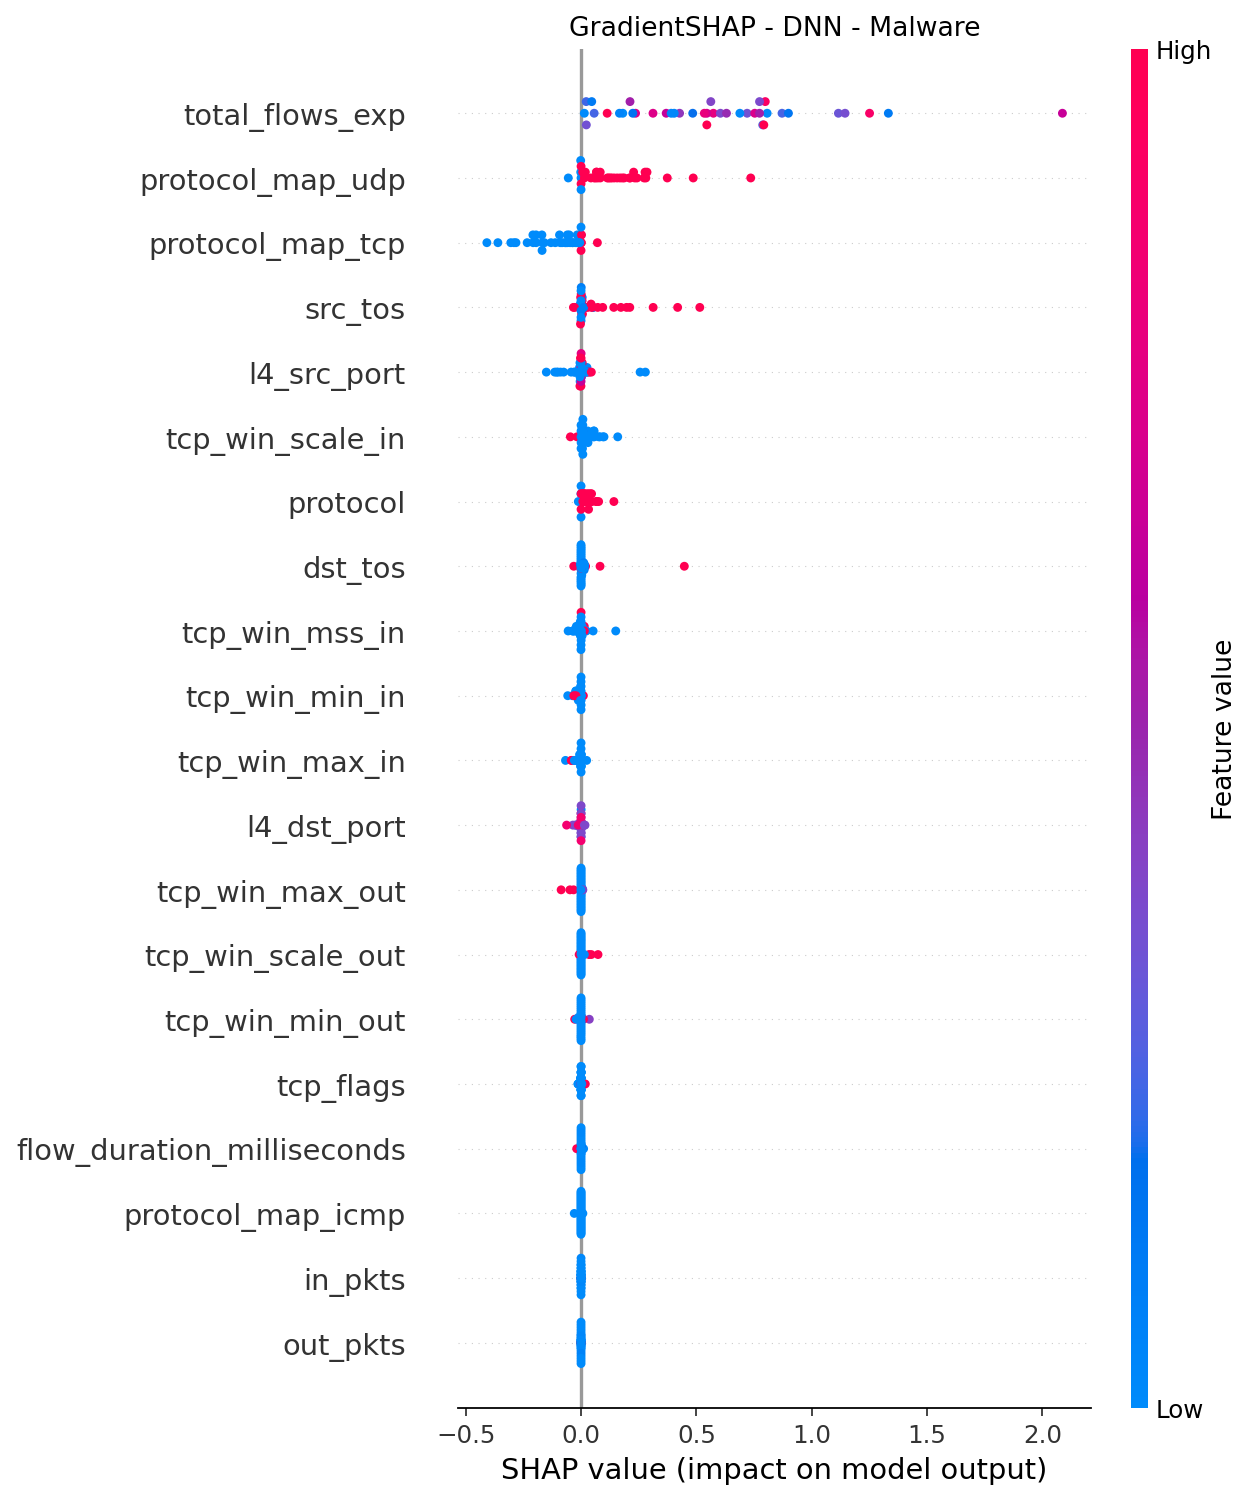 GradientSHAP - DNN - Malware
High
total_flows_exp
protocol_map_udp
protocol_map_tcp
src_tos
l4_src_port
tcp_win_scale_in
protocol
dst_tos
tcp_win_mss_in
tcp_win_min_in
tcp_win_max_in
l4_dst_port
tcp_win_max_out
tcp_win_scale_out
tcp_win_min_out
tcp_flags
flow_duration_milliseconds
protocol_map_icmp
in_pkts
out_pkts
Feature value
Low
−0.5 0.0 0.5 1.0 1.5 2.0
SHAP value (impact on model output)